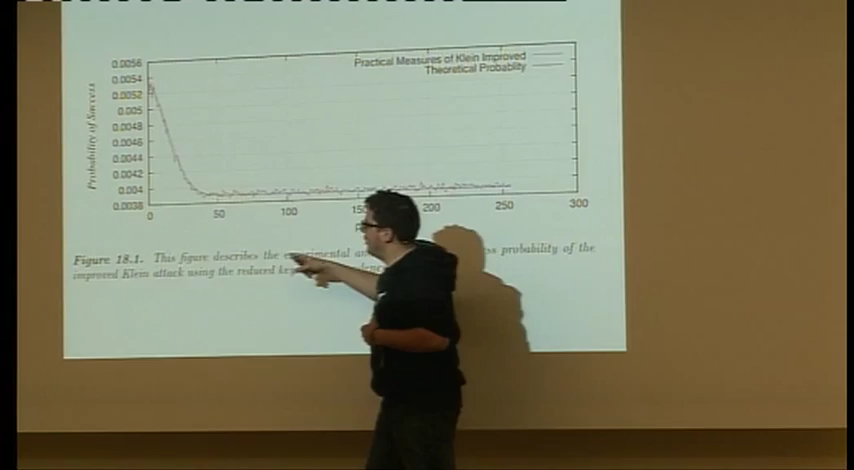 Practical Measures of Klein Improved
Theoretical Probability
0.0056
0.0054
0.0052
0.005
0.0048
0.0046
0.0044
0.0042
0.004
0.0038
Probability of Success
0 50 100 200 250 300
Figure 18.1. This figure describes the experimental probability of the
improved Klein attack using the reduced